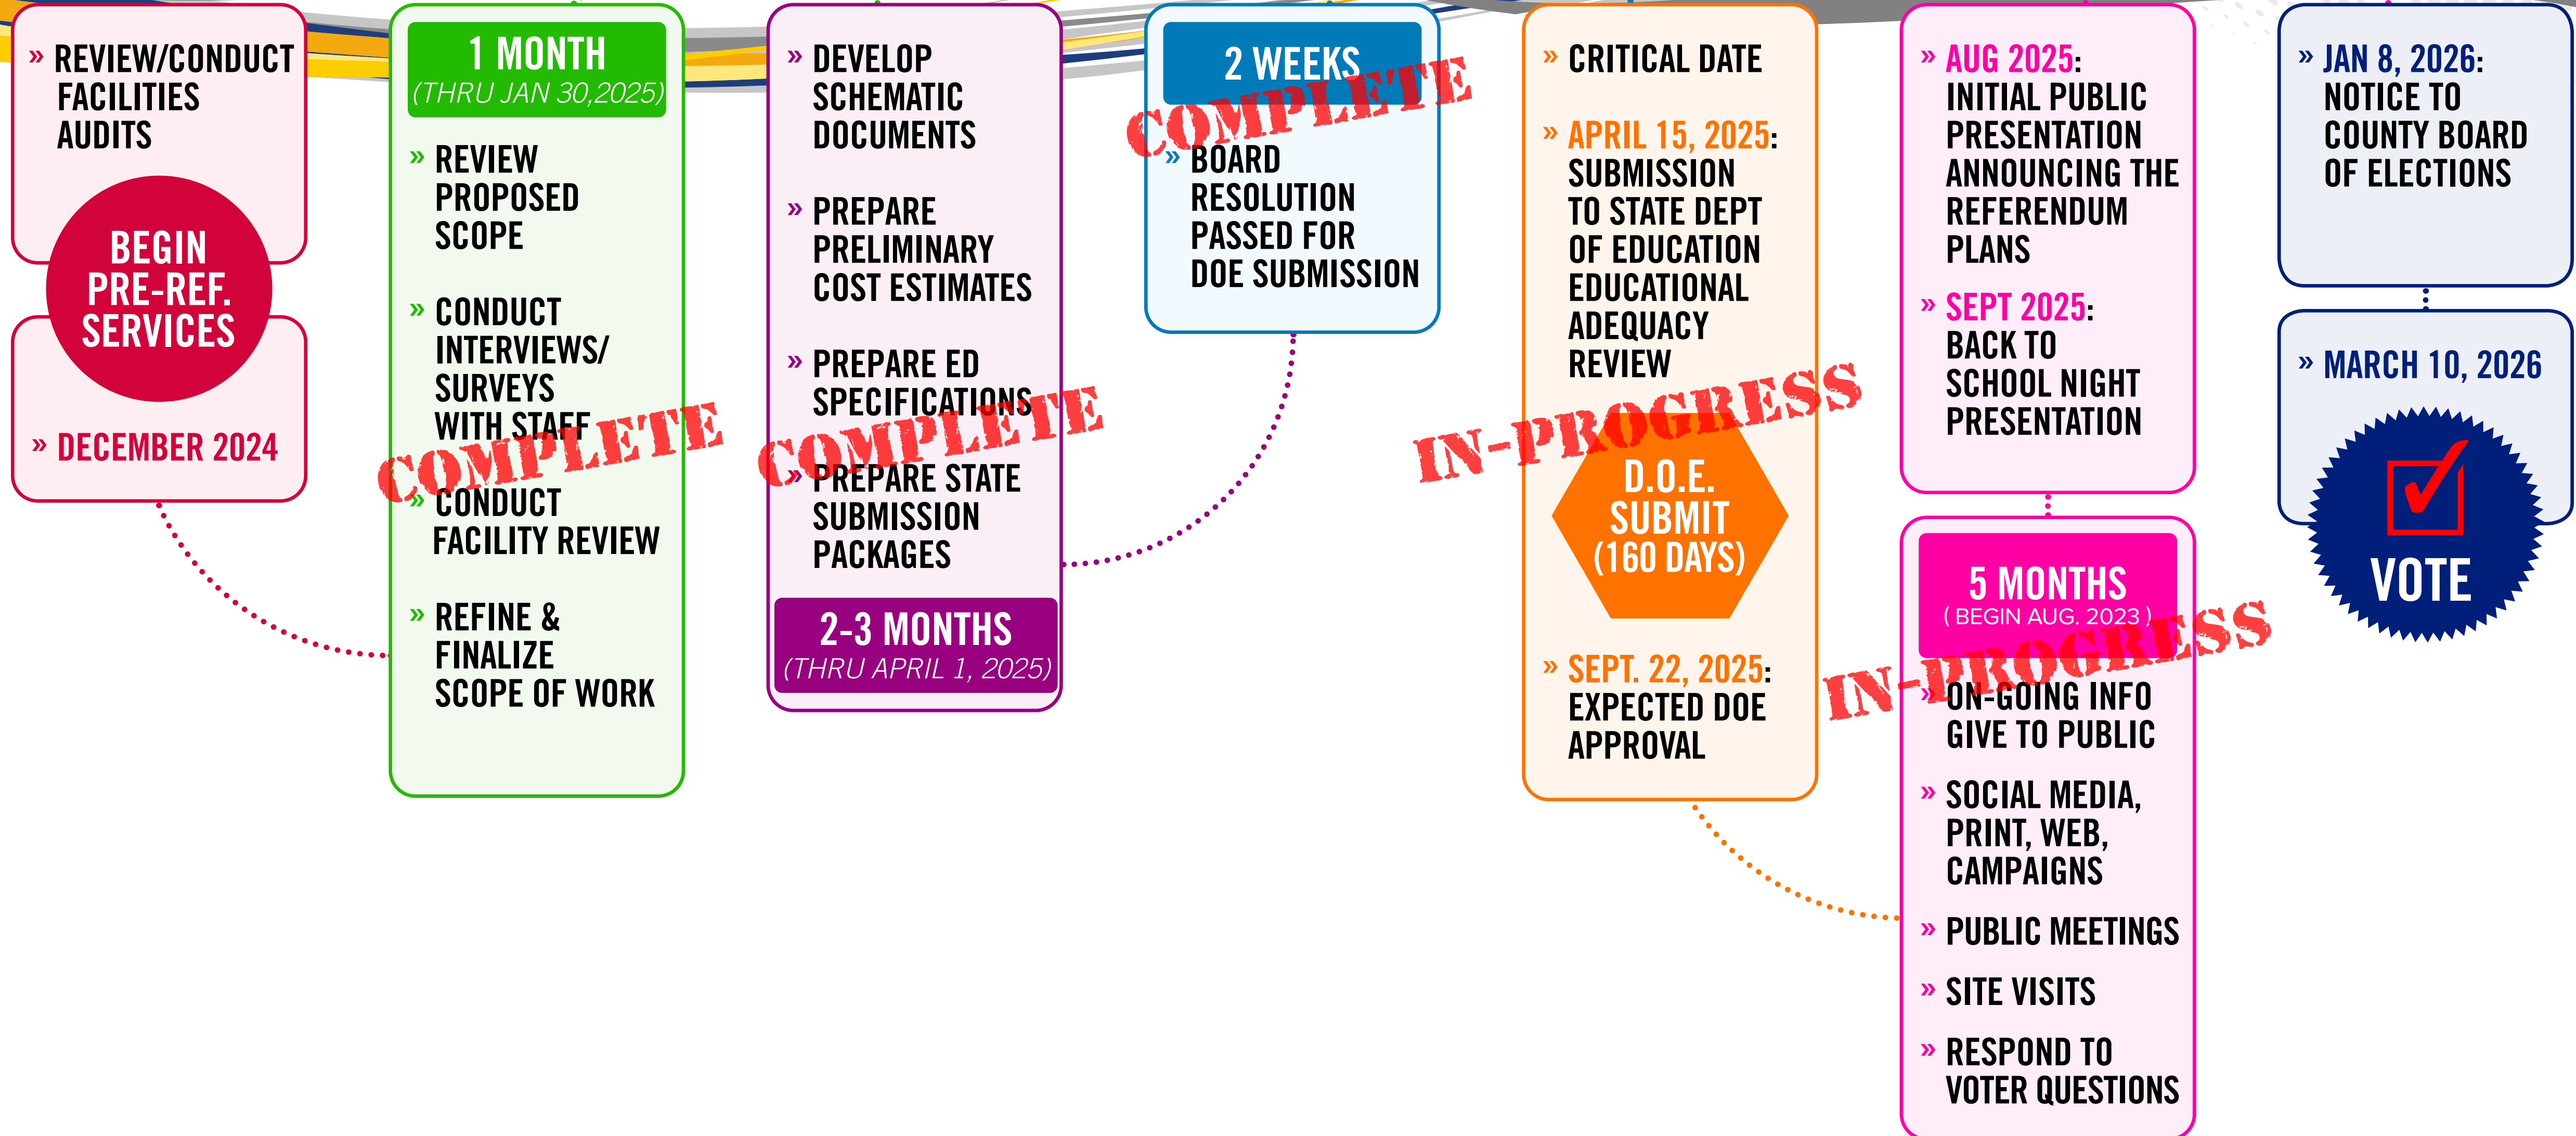 » REVIEW/CONDUCT
FACILITIES
AUDITS
BEGIN
PRE-REF.
SERVICES
» DECEMBER 2024
1 MONTH
(THRU JAN 30,2025)
» REVIEW
PROPOSED
SCOPE
» CONDUCT
INTERVIEWS/
SURVEYS
WITH STAFF
COMPLETE
» CONDUCT
FACILITY REVIEW
» REFINE &
FINALIZE
SCOPE OF WORK
» DEVELOP
SCHEMATIC
DOCUMENTS
» PREPARE
PRELIMINARY
COST ESTIMATES
» PREPARE ED
SPECIFICATIONS
COMPLETE
» PREPARE STATE
SUBMISSION
PACKAGES
2-3 MONTHS
(THRU APRIL 1, 2025)
2 WEEKS
COMPLETE
» BOARD
RESOLUTION
PASSED FOR
DOE SUBMISSION
» CRITICAL DATE
» APRIL 15, 2025:
SUBMISSION
TO STATE DEPT
OF EDUCATION
EDUCATIONAL
ADEQUACY
REVIEW
IN-PROGRESS
D.O.E.
SUBMIT
(160 DAYS)
» SEPT. 22, 2025:
EXPECTED DOE
APPROVAL
» AUG 2025:
INITIAL PUBLIC
PRESENTATION
ANNOUNCING THE
REFERENDUM
PLANS
» SEPT 2025:
BACK TO
SCHOOL NIGHT
PRESENTATION
5 MONTHS
( BEGIN AUG. 2023 )
IN-PROGRESS
» ON-GOING INFO
GIVE TO PUBLIC
» SOCIAL MEDIA,
PRINT, WEB,
CAMPAIGNS
» PUBLIC MEETINGS
» SITE VISITS
» RESPOND TO
VOTER QUESTIONS
» JAN 8, 2026:
NOTICE TO
COUNTY BOARD
OF ELECTIONS
» MARCH 10, 2026
VOTE